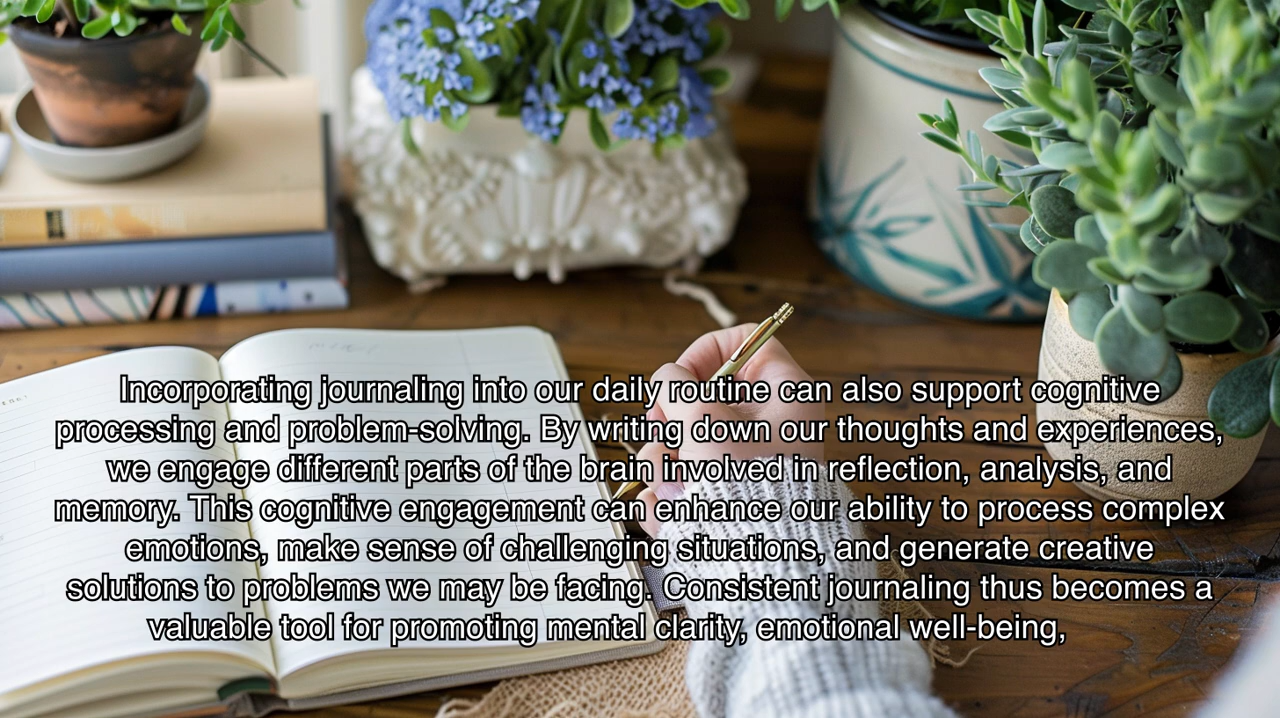 Incorporating journaling into our daily routine can also support cognitive
processing and problem-solving. By writing down our thoughts and experiences,
we engage different parts of the brain involved in reflection, analysis, and
memory. This cognitive engagement can enhance our ability to process complex
emotions, make sense of challenging situations, and generate creative
solutions to problems we may be facing. Consistent journaling thus becomes a
valuable tool for promoting mental clarity, emotional well-being,